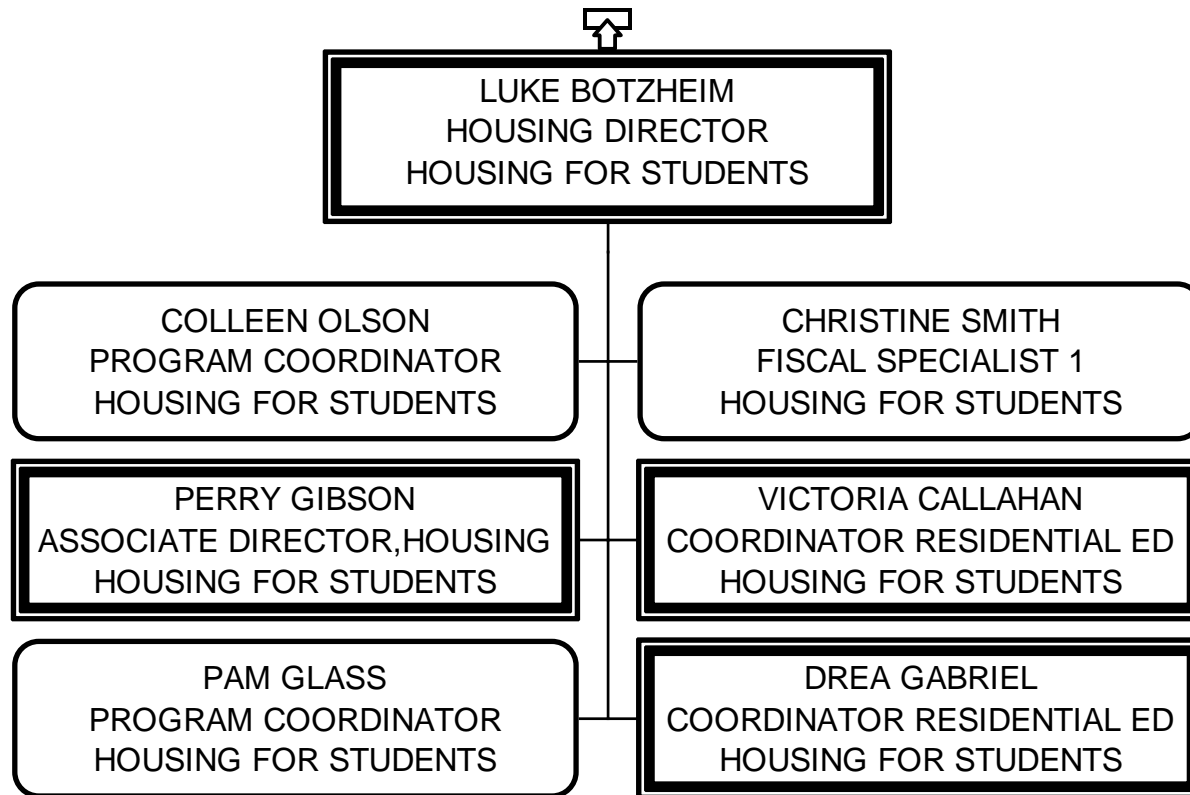 LUKE BOTZHEIM
HOUSING DIRECTOR
HOUSING FOR STUDENTS
COLLEEN OLSON
PROGRAM COORDINATOR
HOUSING FOR STUDENTS
CHRISTINE SMITH
FISCAL SPECIALIST 1
HOUSING FOR STUDENTS
PERRY GIBSON
ASSOCIATE DIRECTOR,HOUSING
HOUSING FOR STUDENTS
VICTORIA CALLAHAN
COORDINATOR RESIDENTIAL ED
HOUSING FOR STUDENTS
PAM GLASS
PROGRAM COORDINATOR
HOUSING FOR STUDENTS
DREA GABRIEL
COORDINATOR RESIDENTIAL ED
HOUSING FOR STUDENTS